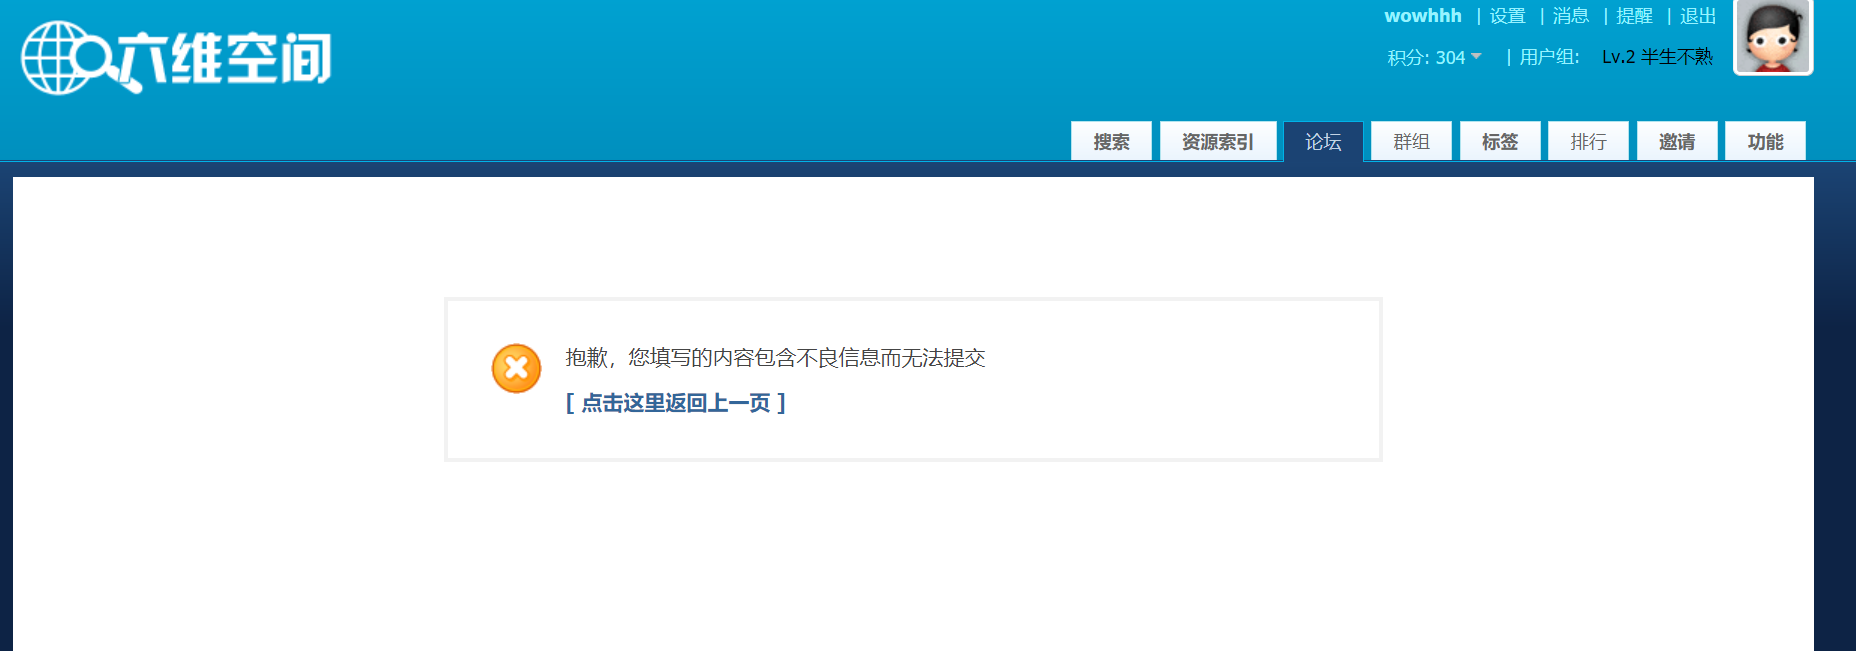 六维空间
wowhhh | 设置 | 消息 | 提醒 | 退出
积分: 304 | 用户组: Lv.2 半生不熟
搜索 资源索引 论坛 群组 标签 排行 邀请 功能
抱歉，您填写的内容包含不良信息而无法提交
[ 点击这里返回上一页 ]